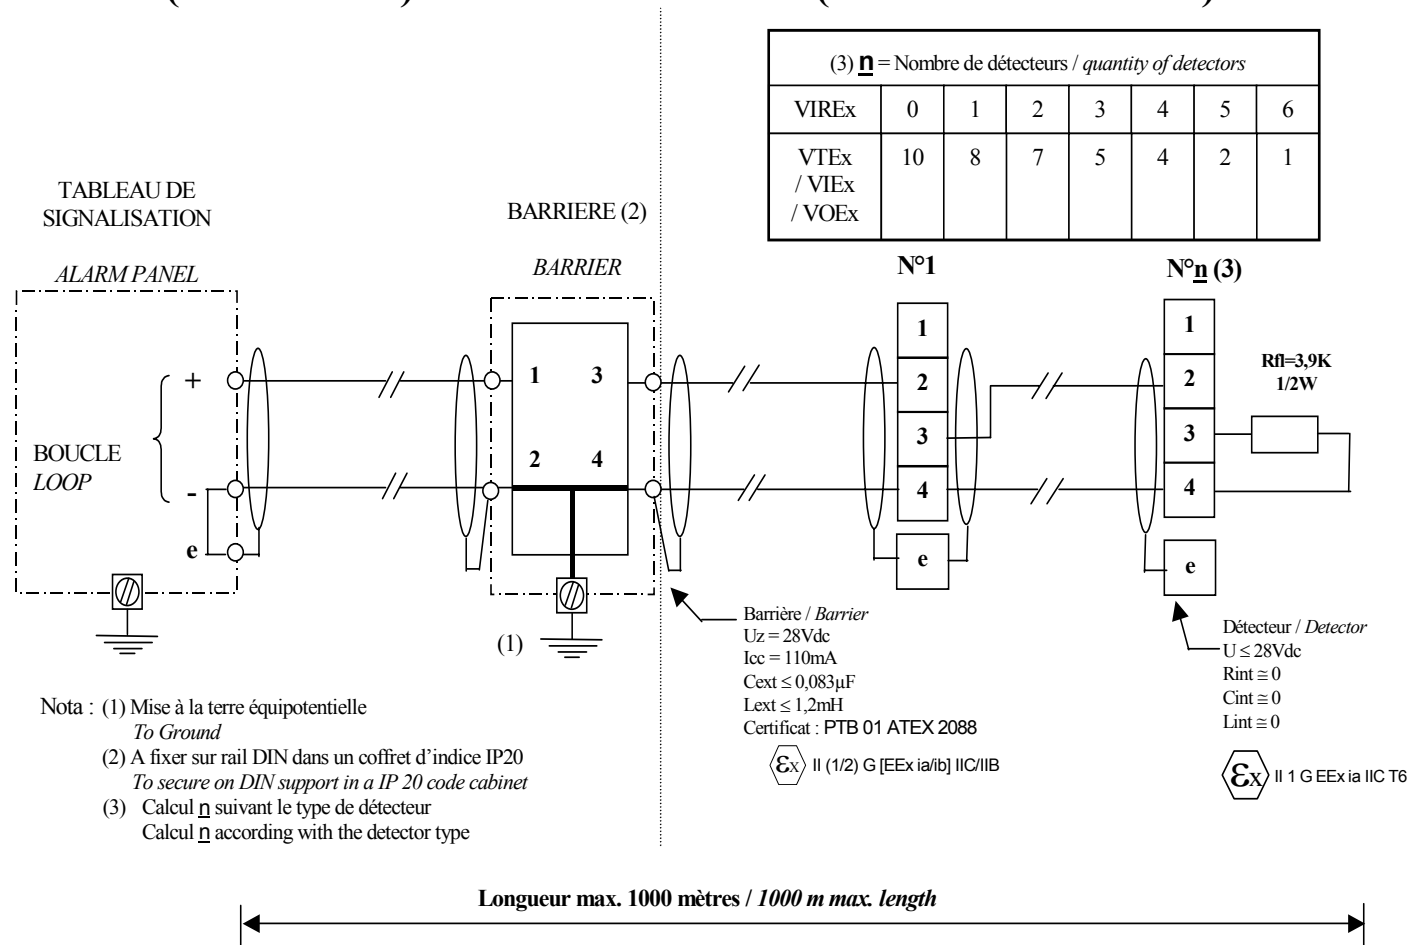 (3) n = Nombre de détecteurs / quantity of detectors
VIREx 0 1 2 3 4 5 6
VTEx 10 8 7 5 4 2 1
/ VIEx
/ VOEx
TABLEAU DE
SIGNALISATION
ALARM PANEL
BARRIERE (2)
BARRIER
N°1
N°n (3)
+
BOUCLE
LOOP
-
e
1 3
2 4
1
2
3
4
e
1
2
3
4
e
Rfl=3,9K
1/2W
(1)
Barrière / Barrier
Uz = 28Vdc
Icc = 110mA
Cext ≤ 0,083µF
Lext ≤ 1,2mH
Certificat : PTB 01 ATEX 2088
εx II (1/2) G [EEx ia/ib] IIC/IIB
Détecteur / Detector
U ≤ 28Vdc
Rint ≅ 0
Cint ≅ 0
Lint ≅ 0
εx II 1 G EEx ia IIC T6
Nota : (1) Mise à la terre équipotentielle
To Ground
(2) A fixer sur rail DIN dans un coffret d'indice IP20
To secure on DIN support in a IP 20 code cabinet
(3) Calcul n suivant le type de détecteur
Calcul n according with the detector type
Longueur max. 1000 mètres / 1000 m max. length